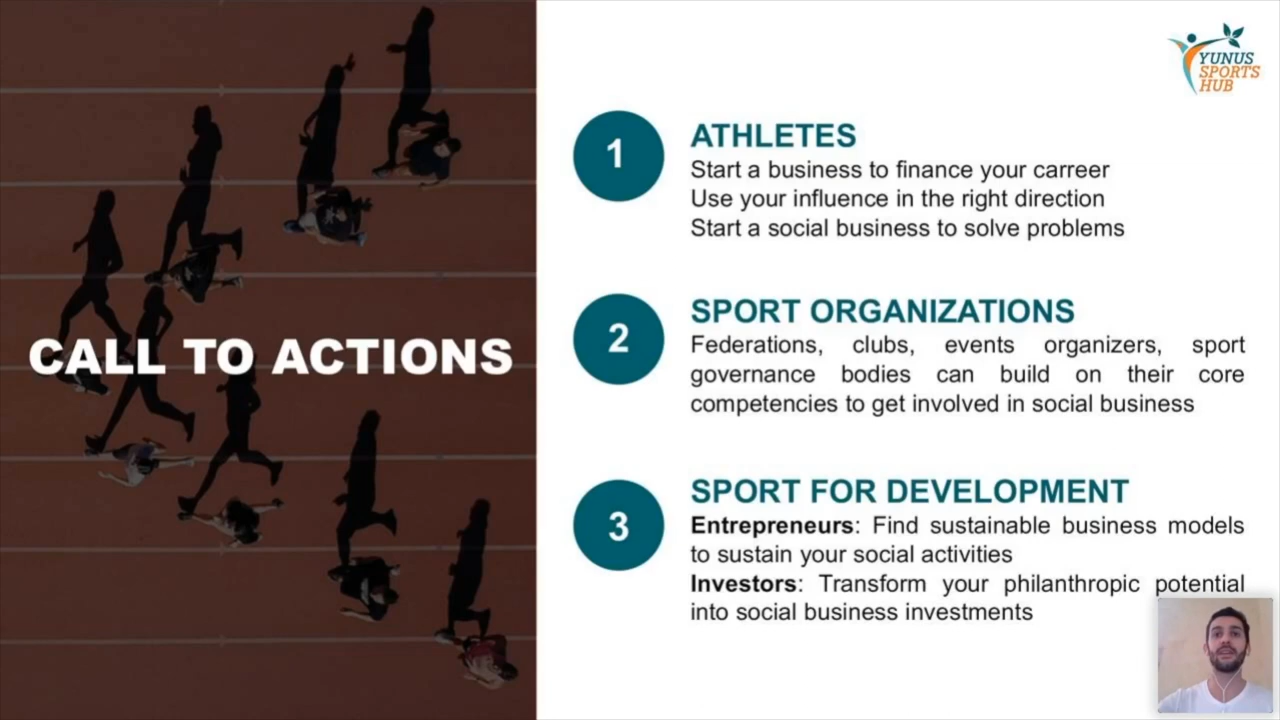 YUNUS
SPORTS
HUB
CALL TO ACTIONS
1
ATHLETES
Start a business to finance your carreer
Use your influence in the right direction
Start a social business to solve problems
2
SPORT ORGANIZATIONS
Federations, clubs, events organizers, sport
governance bodies can build on their core
competencies to get involved in social business
3
SPORT FOR DEVELOPMENT
Entrepreneurs: Find sustainable business models
to sustain your social activities
Investors: Transform your philanthropic potential
into social business investments